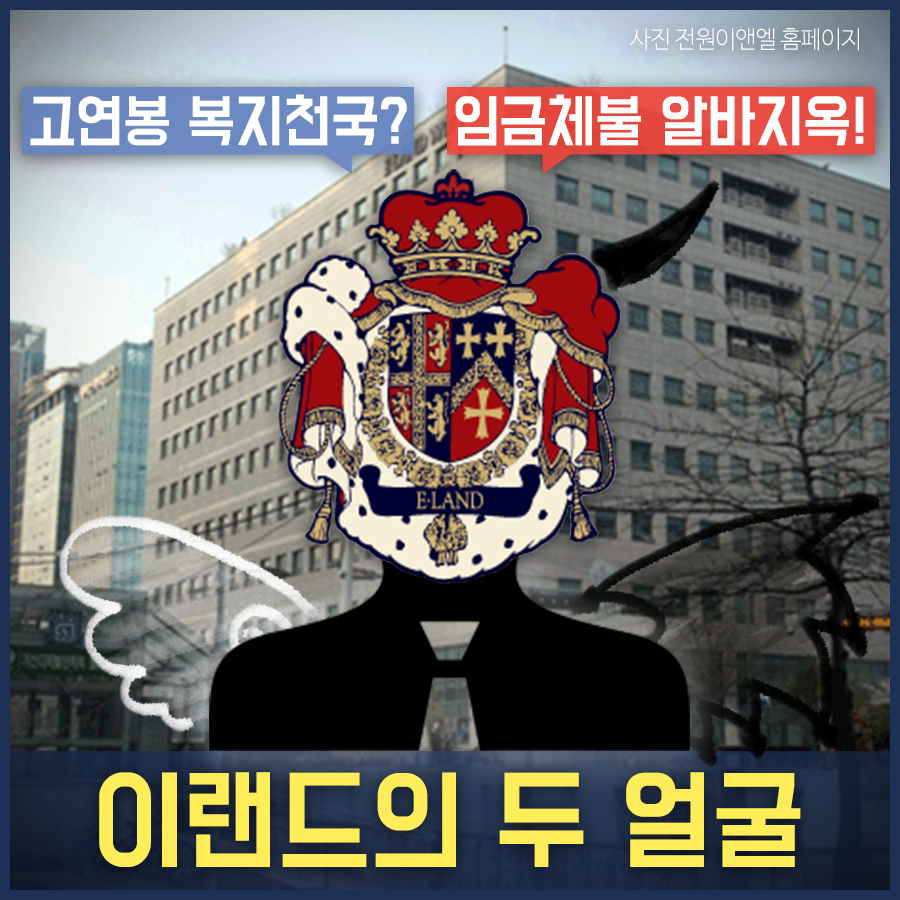 사진 전원이앤엘 홈페이지
고연봉 복지천국?
임금체불 알바지옥!
E·LAND
이랜드의 두 얼굴